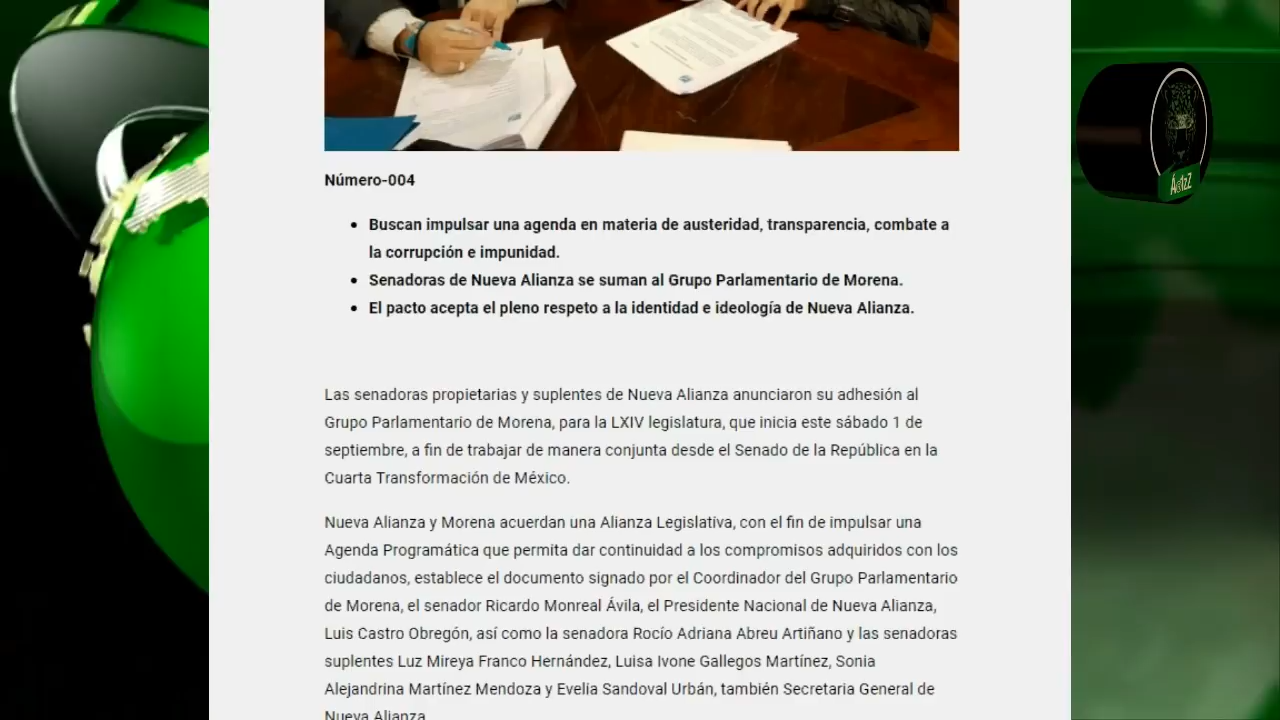 Número-004
Buscan impulsar una agenda en materia de austeridad, transparencia, combate a
la corrupción e impunidad.
Senadoras de Nueva Alianza se suman al Grupo Parlamentario de Morena.
El pacto acepta el pleno respeto a la identidad e ideología de Nueva Alianza.
Las senadoras propietarias y suplentes de Nueva Alianza anunciaron su adhesión al
Grupo Parlamentario de Morena, para la LXIV legislatura, que inicia este sábado 1 de
septiembre, a fin de trabajar de manera conjunta desde el Senado de la República en la
Cuarta Transformación de México.
Nueva Alianza y Morena acuerdan una Alianza Legislativa, con el fin de impulsar una
Agenda Programática que permita dar continuidad a los compromisos adquiridos con los
ciudadanos, establece el documento signado por el Coordinador del Grupo Parlamentario
de Morena, el senador Ricardo Monreal Ávila, el Presidente Nacional de Nueva Alianza,
Luis Castro Obregón, así como la senadora Rocío Adriana Abreu Artiñano y las senadoras
suplentes Luz Mireya Franco Hernández, Luisa Ivone Gallegos Martínez, Sonia
Alejandrina Martínez Mendoza y Evelia Sandoval Urbán, también Secretaria General de
Nueva Alianza